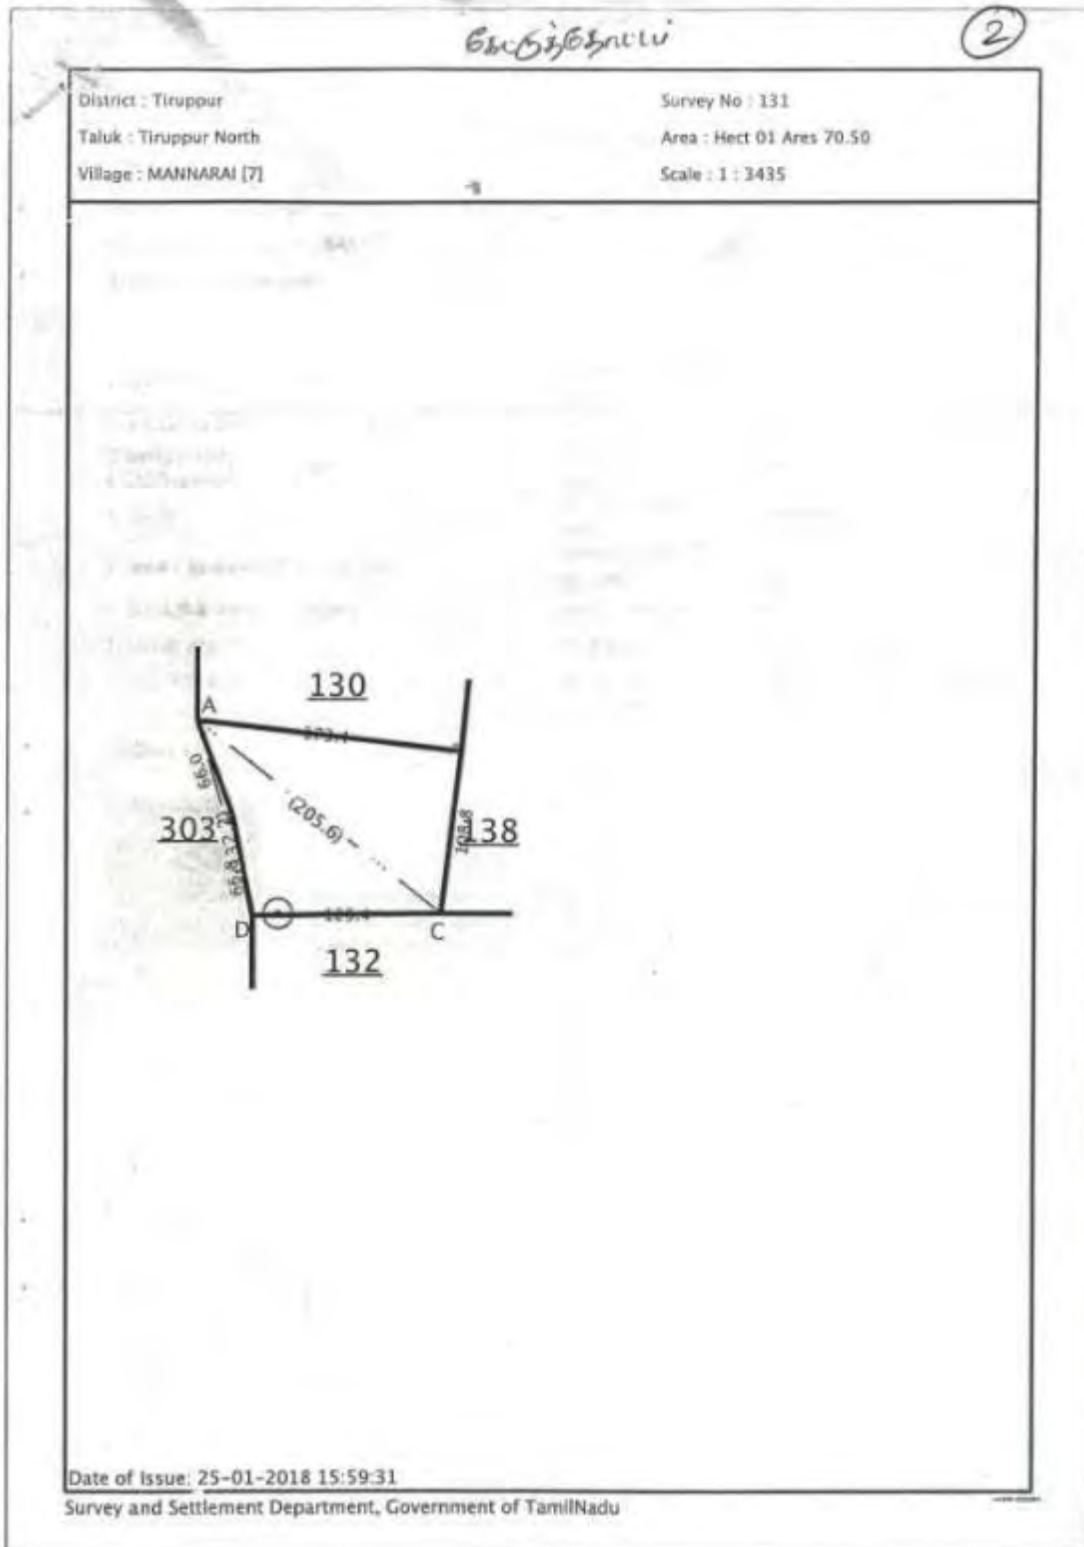 2
District : Tiruppur
Survey No : 131
Taluk : Tiruppur North
Area : Hect 01 Ares 70.50
Village : MANNARAI [7]
Scale : 1 : 3435
130
A
66.0
(205.6)
303
138
D
C
132
Date of Issue: 25-01-2018 15:59:31
Survey and Settlement Department, Government of TamilNadu